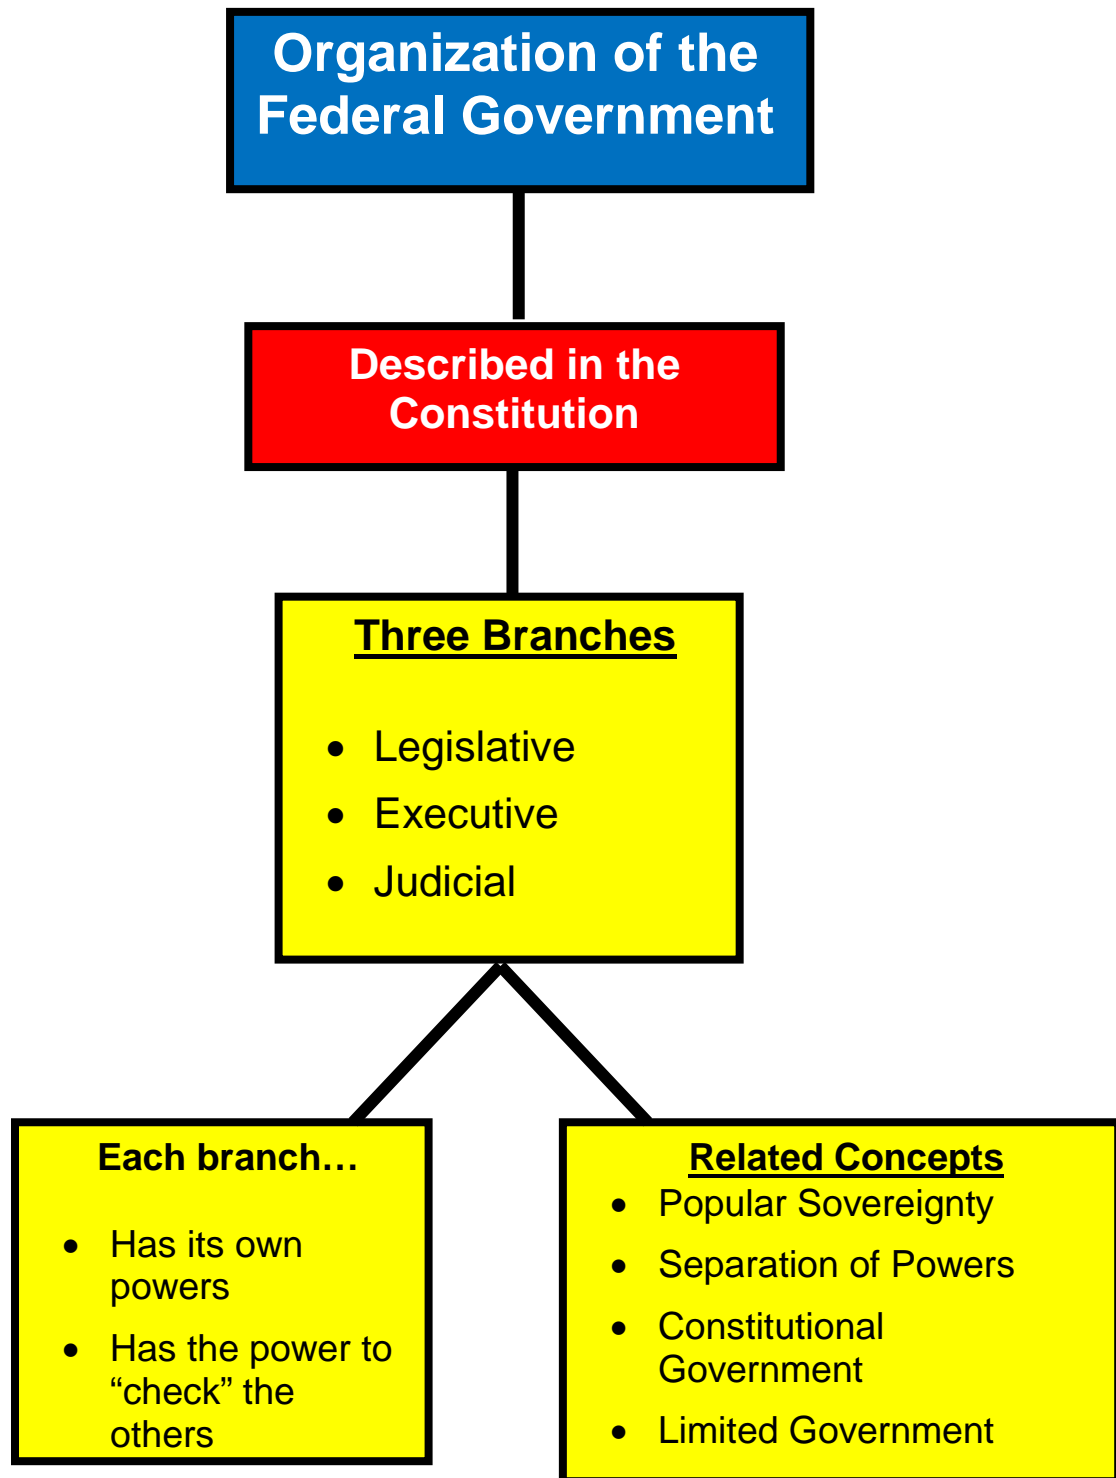 Organization of the
Federal Government
Described in the
Constitution
Three Branches
• Legislative
• Executive
• Judicial
Each branch…
• Has its own
powers
• Has the power to
“check” the
others
Related Concepts
• Popular Sovereignty
• Separation of Powers
• Constitutional
Government
• Limited Government